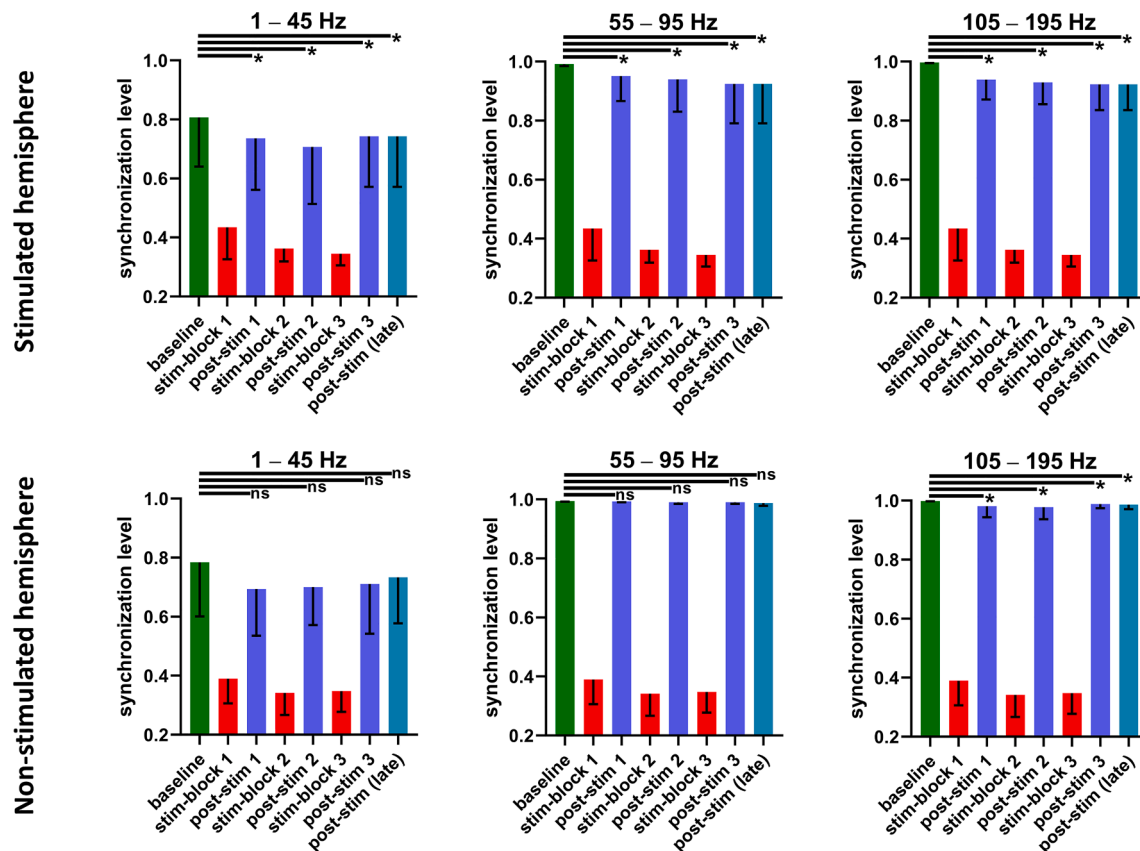 Stimulated hemisphere
1 – 45 Hz
*
*
*
*
synchronization level
1.0
0.8
0.6
0.4
0.2
baseline
stim-block 1
post-stim 1
stim-block 2
post-stim 2
stim-block 3
post-stim 3
post-stim (late)
55 – 95 Hz
*
*
*
*
synchronization level
1.0
0.8
0.6
0.4
0.2
baseline
stim-block 1
post-stim 1
stim-block 2
post-stim 2
stim-block 3
post-stim 3
post-stim (late)
105 – 195 Hz
*
*
*
*
synchronization level
1.0
0.8
0.6
0.4
0.2
baseline
stim-block 1
post-stim 1
stim-block 2
post-stim 2
stim-block 3
post-stim 3
post-stim (late)
Non-stimulated hemisphere
1 – 45 Hz
ns
ns
ns
ns
synchronization level
1.0
0.8
0.6
0.4
0.2
baseline
stim-block 1
post-stim 1
stim-block 2
post-stim 2
stim-block 3
post-stim 3
post-stim (late)
55 – 95 Hz
ns
ns
ns
ns
synchronization level
1.0
0.8
0.6
0.4
0.2
baseline
stim-block 1
post-stim 1
stim-block 2
post-stim 2
stim-block 3
post-stim 3
post-stim (late)
105 – 195 Hz
*
*
*
*
synchronization level
1.0
0.8
0.6
0.4
0.2
baseline
stim-block 1
post-stim 1
stim-block 2
post-stim 2
stim-block 3
post-stim 3
post-stim (late)